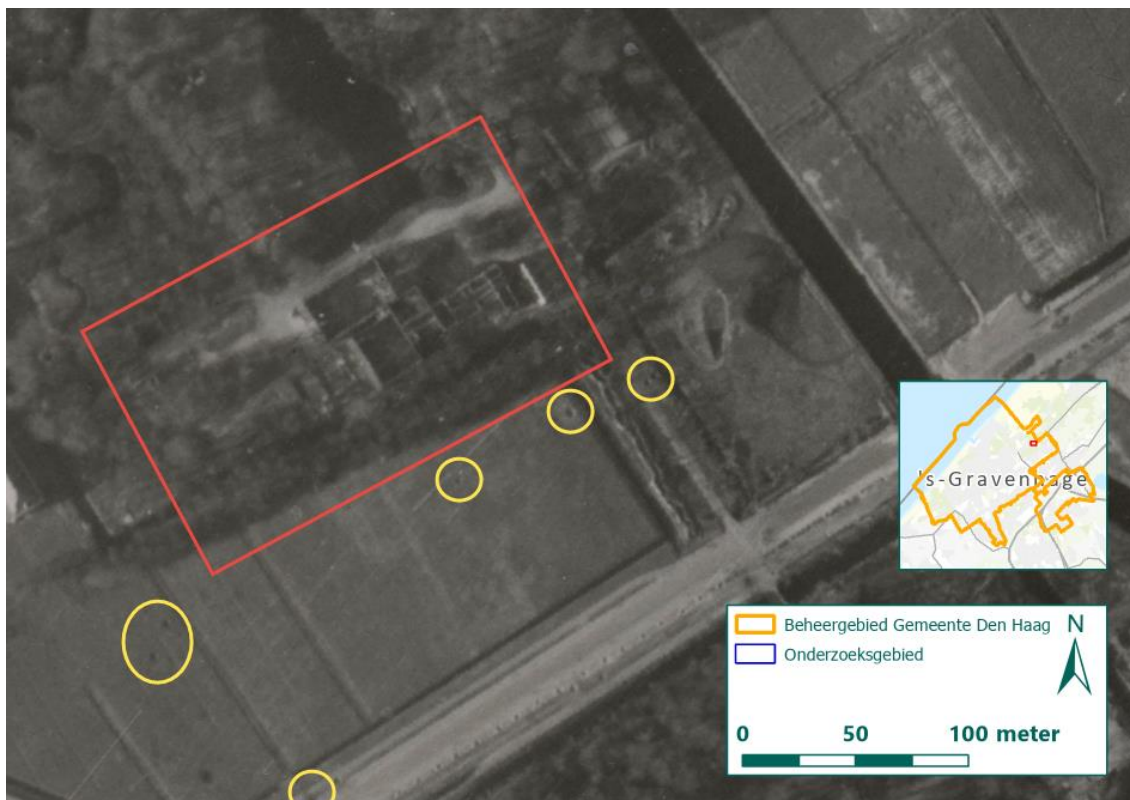 's-Gravenhage
Beheergebied Gemeente Den Haag
N
Onderzoeksgebied
0 50 100 meter